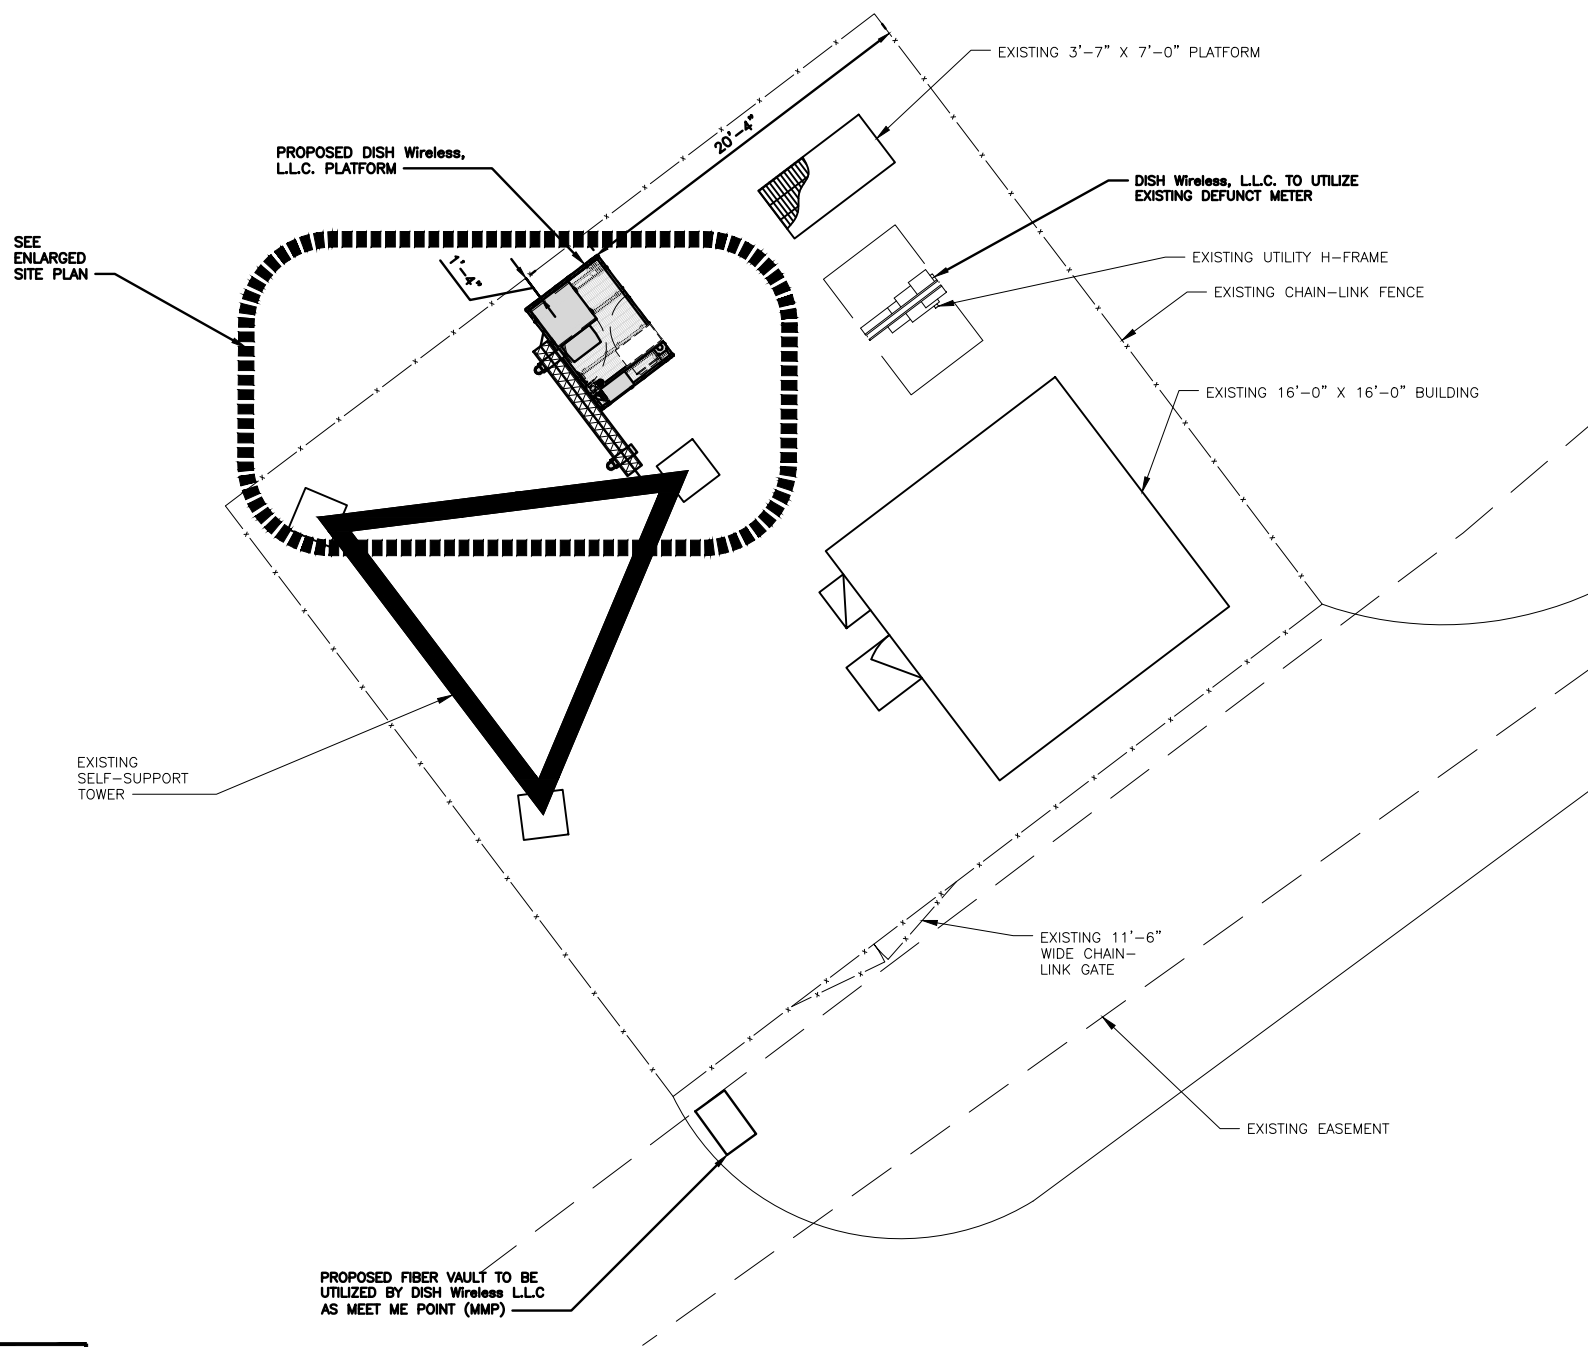 EXISTING 3'-7" X 7'-0" PLATFORM
20'-4"
PROPOSED DISH Wireless,
L.L.C. PLATFORM
DISH Wireless, L.L.C. TO UTILIZE
EXISTING DEFUNCT METER
SEE
ENLARGED
SITE PLAN
1'-4"
EXISTING UTILITY H-FRAME
EXISTING CHAIN-LINK FENCE
EXISTING 16'-0" X 16'-0" BUILDING
EXISTING
SELF-SUPPORT
TOWER
EXISTING 11'-6"
WIDE CHAIN-
LINK GATE
EXISTING EASEMENT
PROPOSED FIBER VAULT TO BE
UTILIZED BY DISH Wireless L.L.C
AS MEET ME POINT (MMP)